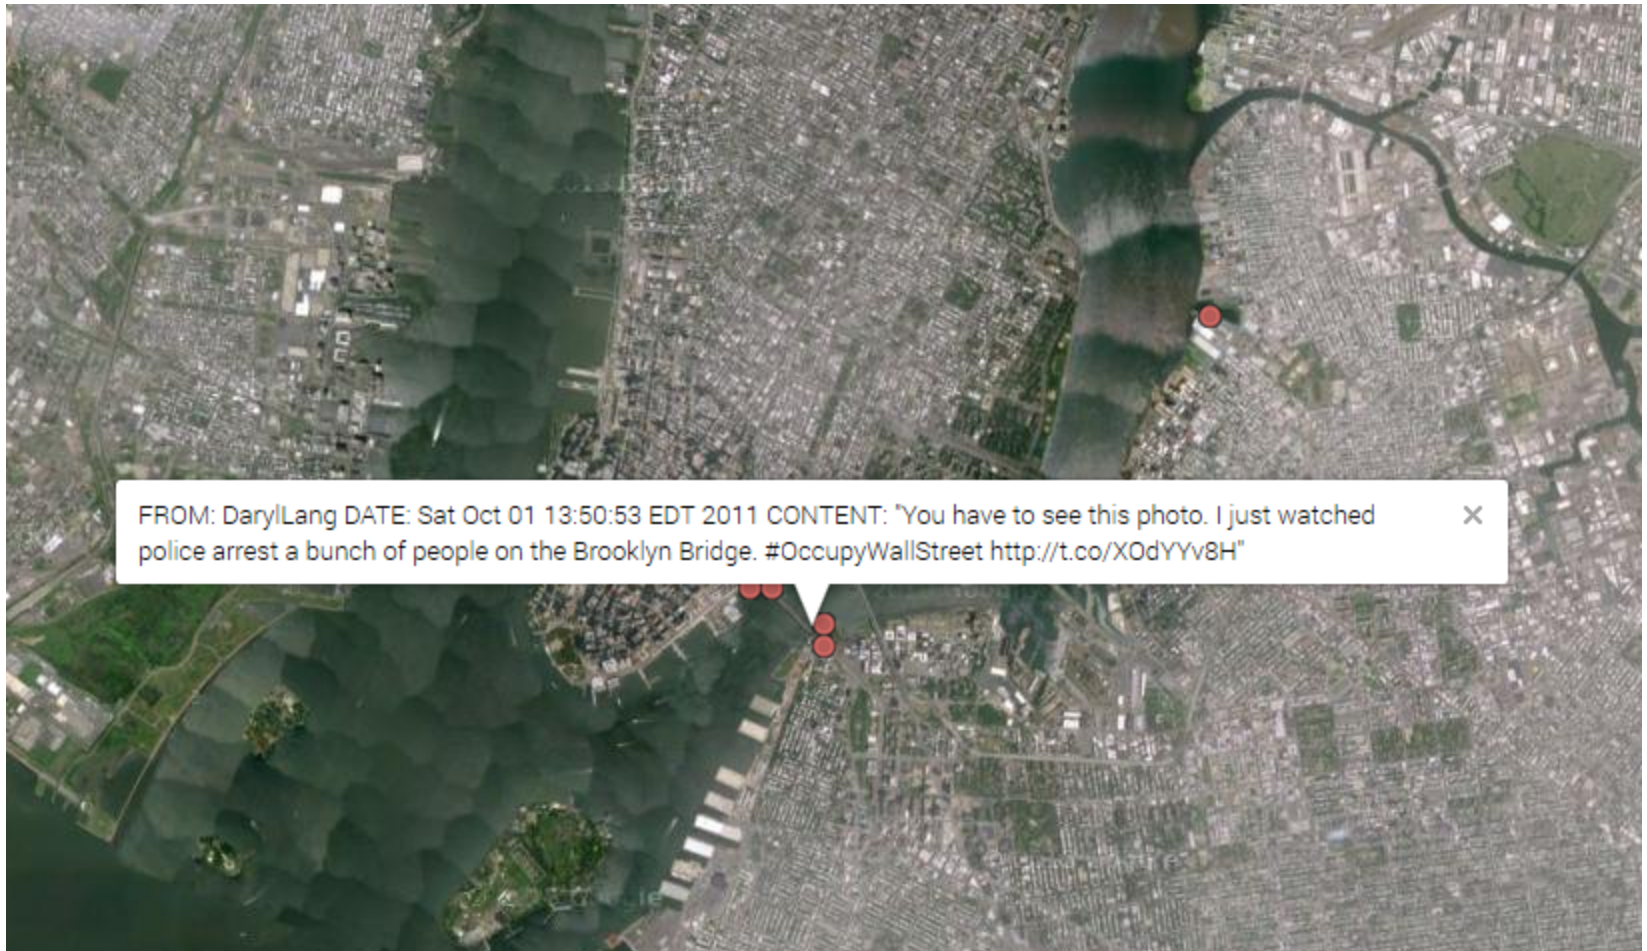 FROM: DarylLang DATE: Sat Oct 01 13:50:53 EDT 2011 CONTENT: "You have to see this photo. I just watched
police arrest a bunch of people on the Brooklyn Bridge. #OccupyWallStreet http://t.co/XOdYYv8H"